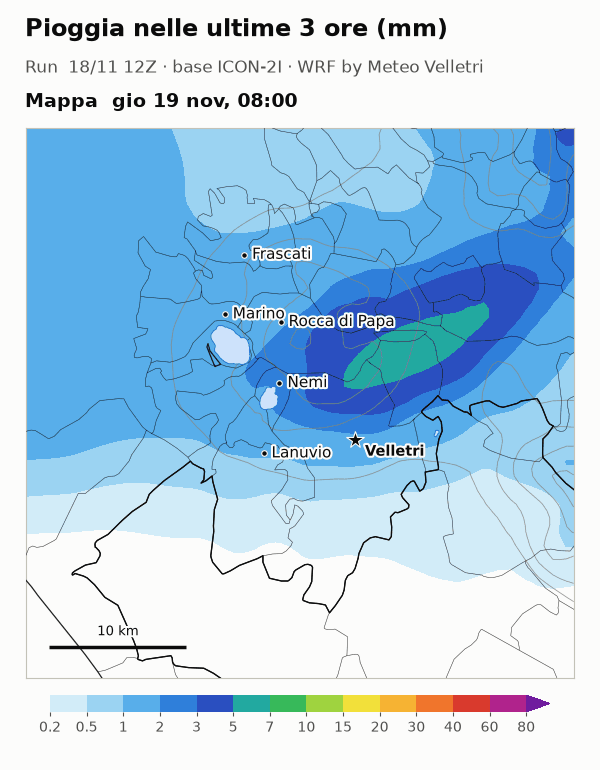 Pioggia nelle ultime 3 ore (mm)
Run 18/11 12Z · base ICON-2I · WRF by Meteo Velletri
Mappa gio 19 nov, 08:00
Frascati
Marino
Rocca di Papa
Nemi
Velletri
Lanuvio
10 km
0.2 0.5 1 2 3 5 7 10 15 20 30 40 60 80